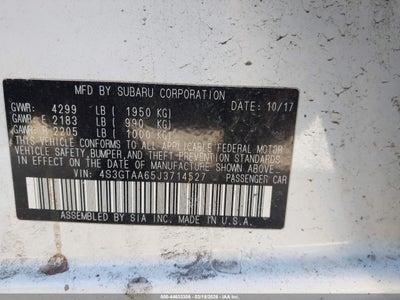 MFD BY SUBARU CORPORATION
GVWR: 4299 LB [ 1950 KG] DATE: 10/17
GAWR: F 2183 LB [ 990 KG]
GAWR: R 2205 LB [ 1000 KG]
THIS VEHICLE CONFORMS TO ALL APPLICABLE FEDERAL MOTOR
VEHICLE SAFETY, BUMPER, AND THEFT PREVENTION STANDARDS
IN EFFECT ON THE DATE OF MANUFACTURE SHOWN ABOVE.
VIN: 4S3GTAA65J3714527 PASSENGER CAR
ASSEMBLED BY SIA INC. MADE IN U.S.A.